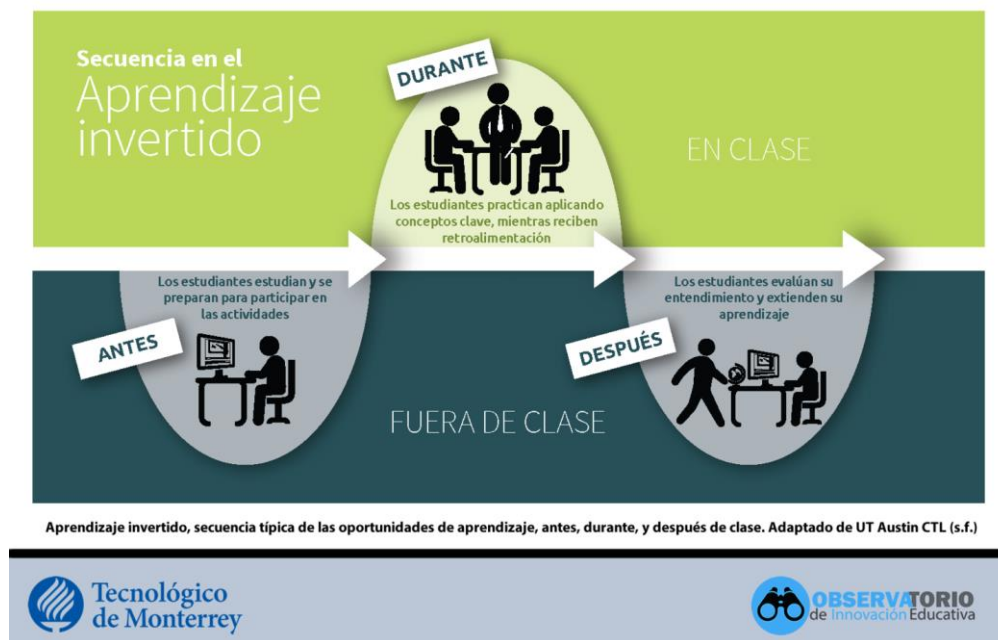 Secuencia en el
Aprendizaje
invertido
DURANTE
EN CLASE
Los estudiantes practican aplicando
conceptos clave, mientras reciben
retroalimentación
Los estudiantes estudian y se
preparan para participar en
las actividades
ANTES
Los estudiantes evalúan su
entendimiento y extienden su
aprendizaje
DESPUÉS
FUERA DE CLASE
Aprendizaje invertido, secuencia típica de las oportunidades de aprendizaje, antes, durante, y después de clase. Adaptado de UT Austin CTL (s.f.)
Tecnológico
de Monterrey
OBSERVATORIO
de Innovación Educativa